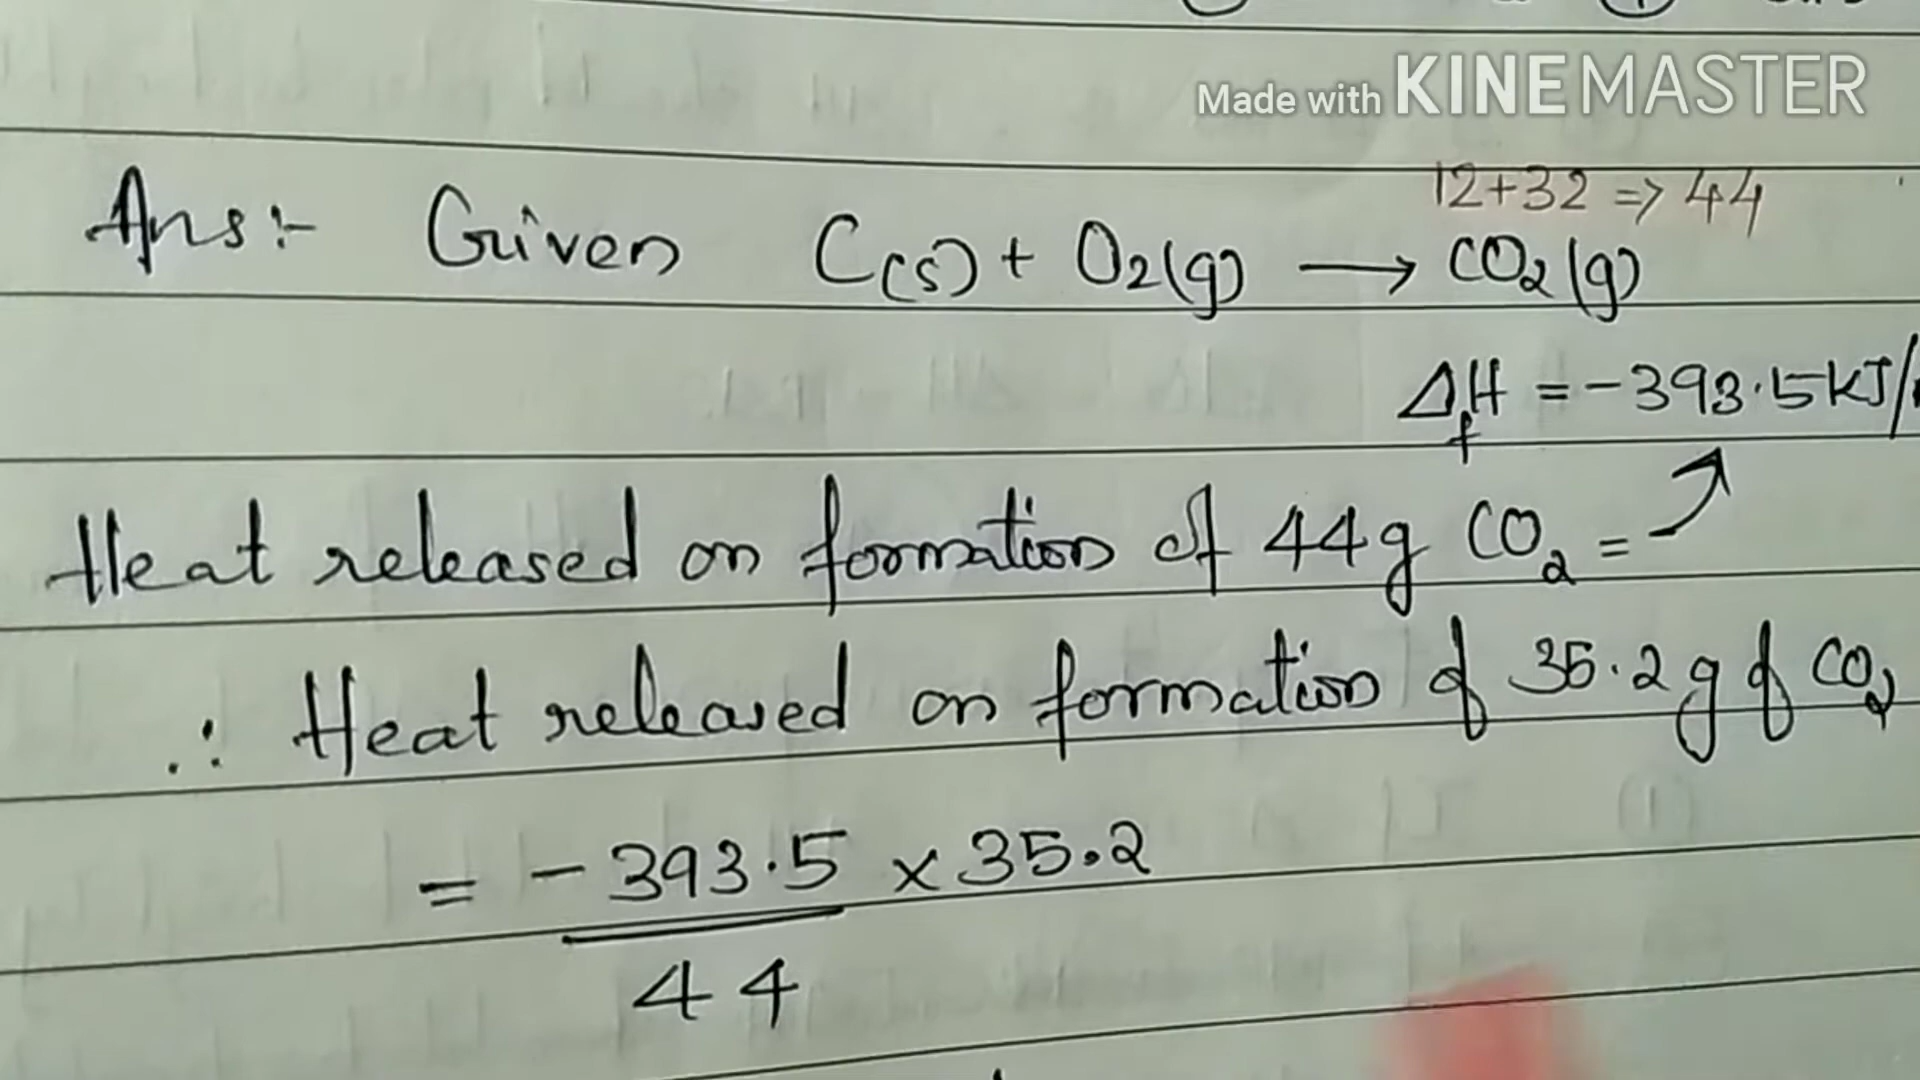 Made with KINEMASTER
12+32 => 44
Ans:- Given C(s) + O2(g) → CO2(g)
ΔfH = -393.5 KJ/
Heat released on formation of 44g CO2 =
∴ Heat released on formation of 35.2g of CO2
= -393.5 × 35.2
44